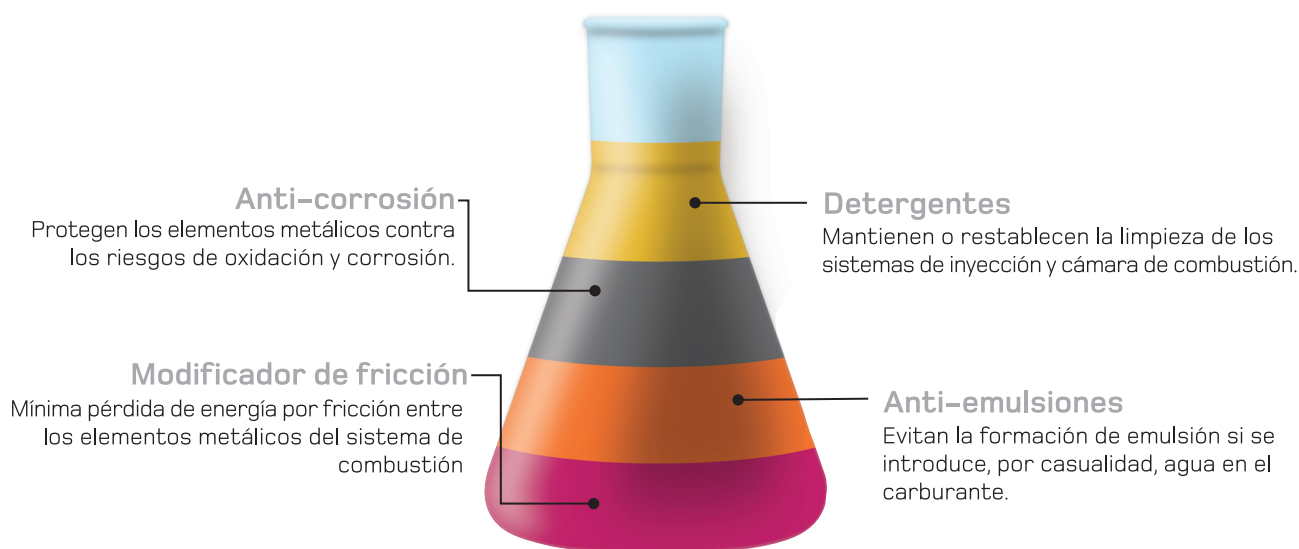 Anti-corrosión
Protegen los elementos metálicos contra
los riesgos de oxidación y corrosión.
Detergentes
Mantienen o restablecen la limpieza de los
sistemas de inyección y cámara de combustión.
Modificador de fricción
Mínima pérdida de energía por fricción entre
los elementos metálicos del sistema de
combustión
Anti-emulsiones
Evitan la formación de emulsión si se
introduce, por casualidad, agua en el
carburante.